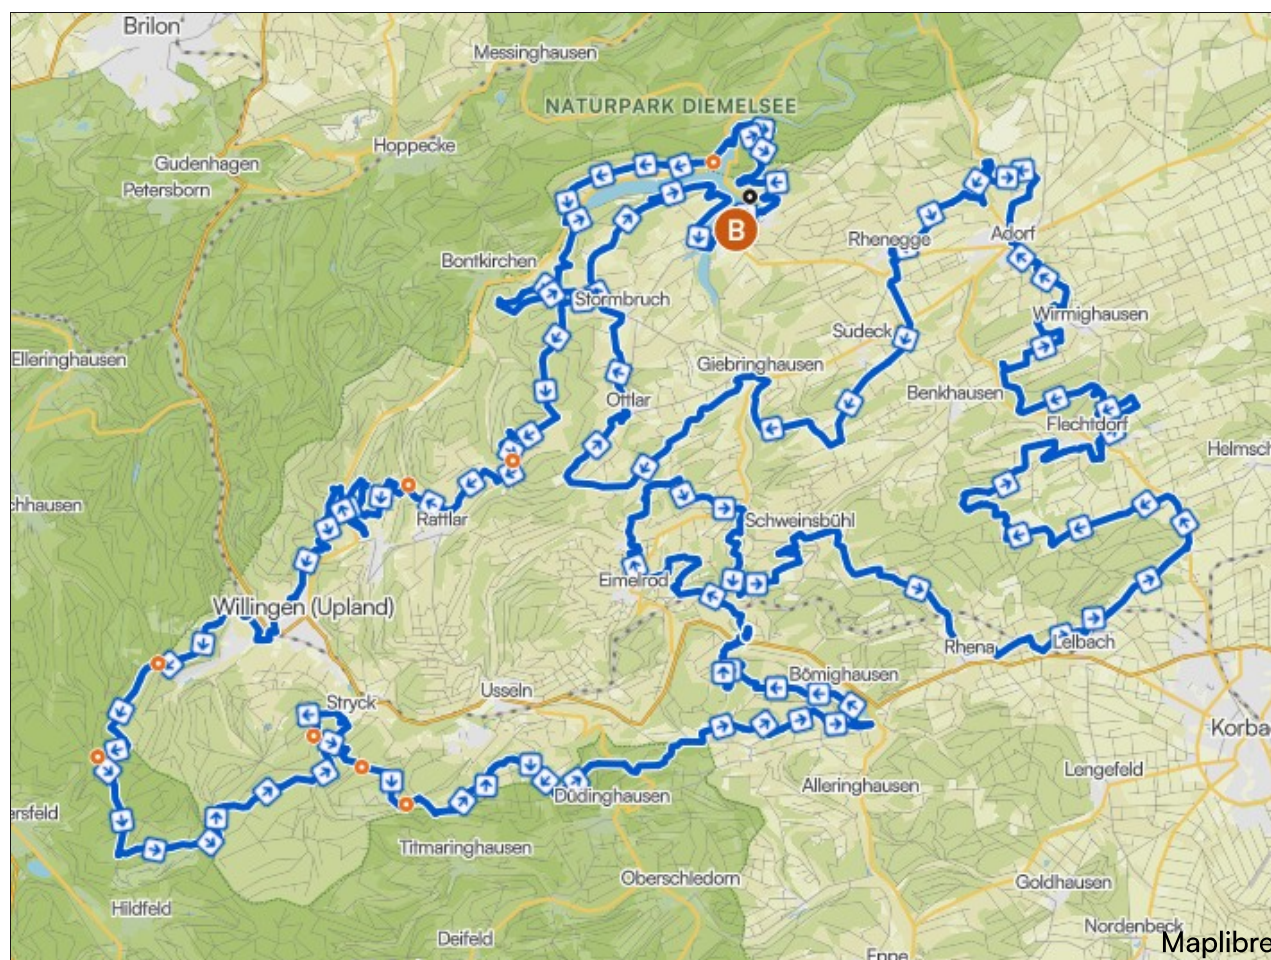 Brilon
Messinghausen
NATURPARK DIEMELSEE
Hoppecke
Gudenhagen
Petersborn
B
Rhenegge
Adorf
Bontkirchen
Stormbruch
Wirmighausen
Sudeck
Elleringhausen
Giebringhausen
Benkhausen
Ottlar
Flechtdorf
Helmsch
chhausen
Rattlar
Schweinsbühl
Eimelrod
Willingen (Upland)
Rhena
Lelbach
Bömighausen
Usseln
Stryck
Korba
Lengefeld
Alleringhausen
Düdinghausen
ersfeld
Titmaringhausen
Oberschledorn
Goldhausen
Hildfeld
Nordenbeck
Deifeld
Maplibre
Eppe